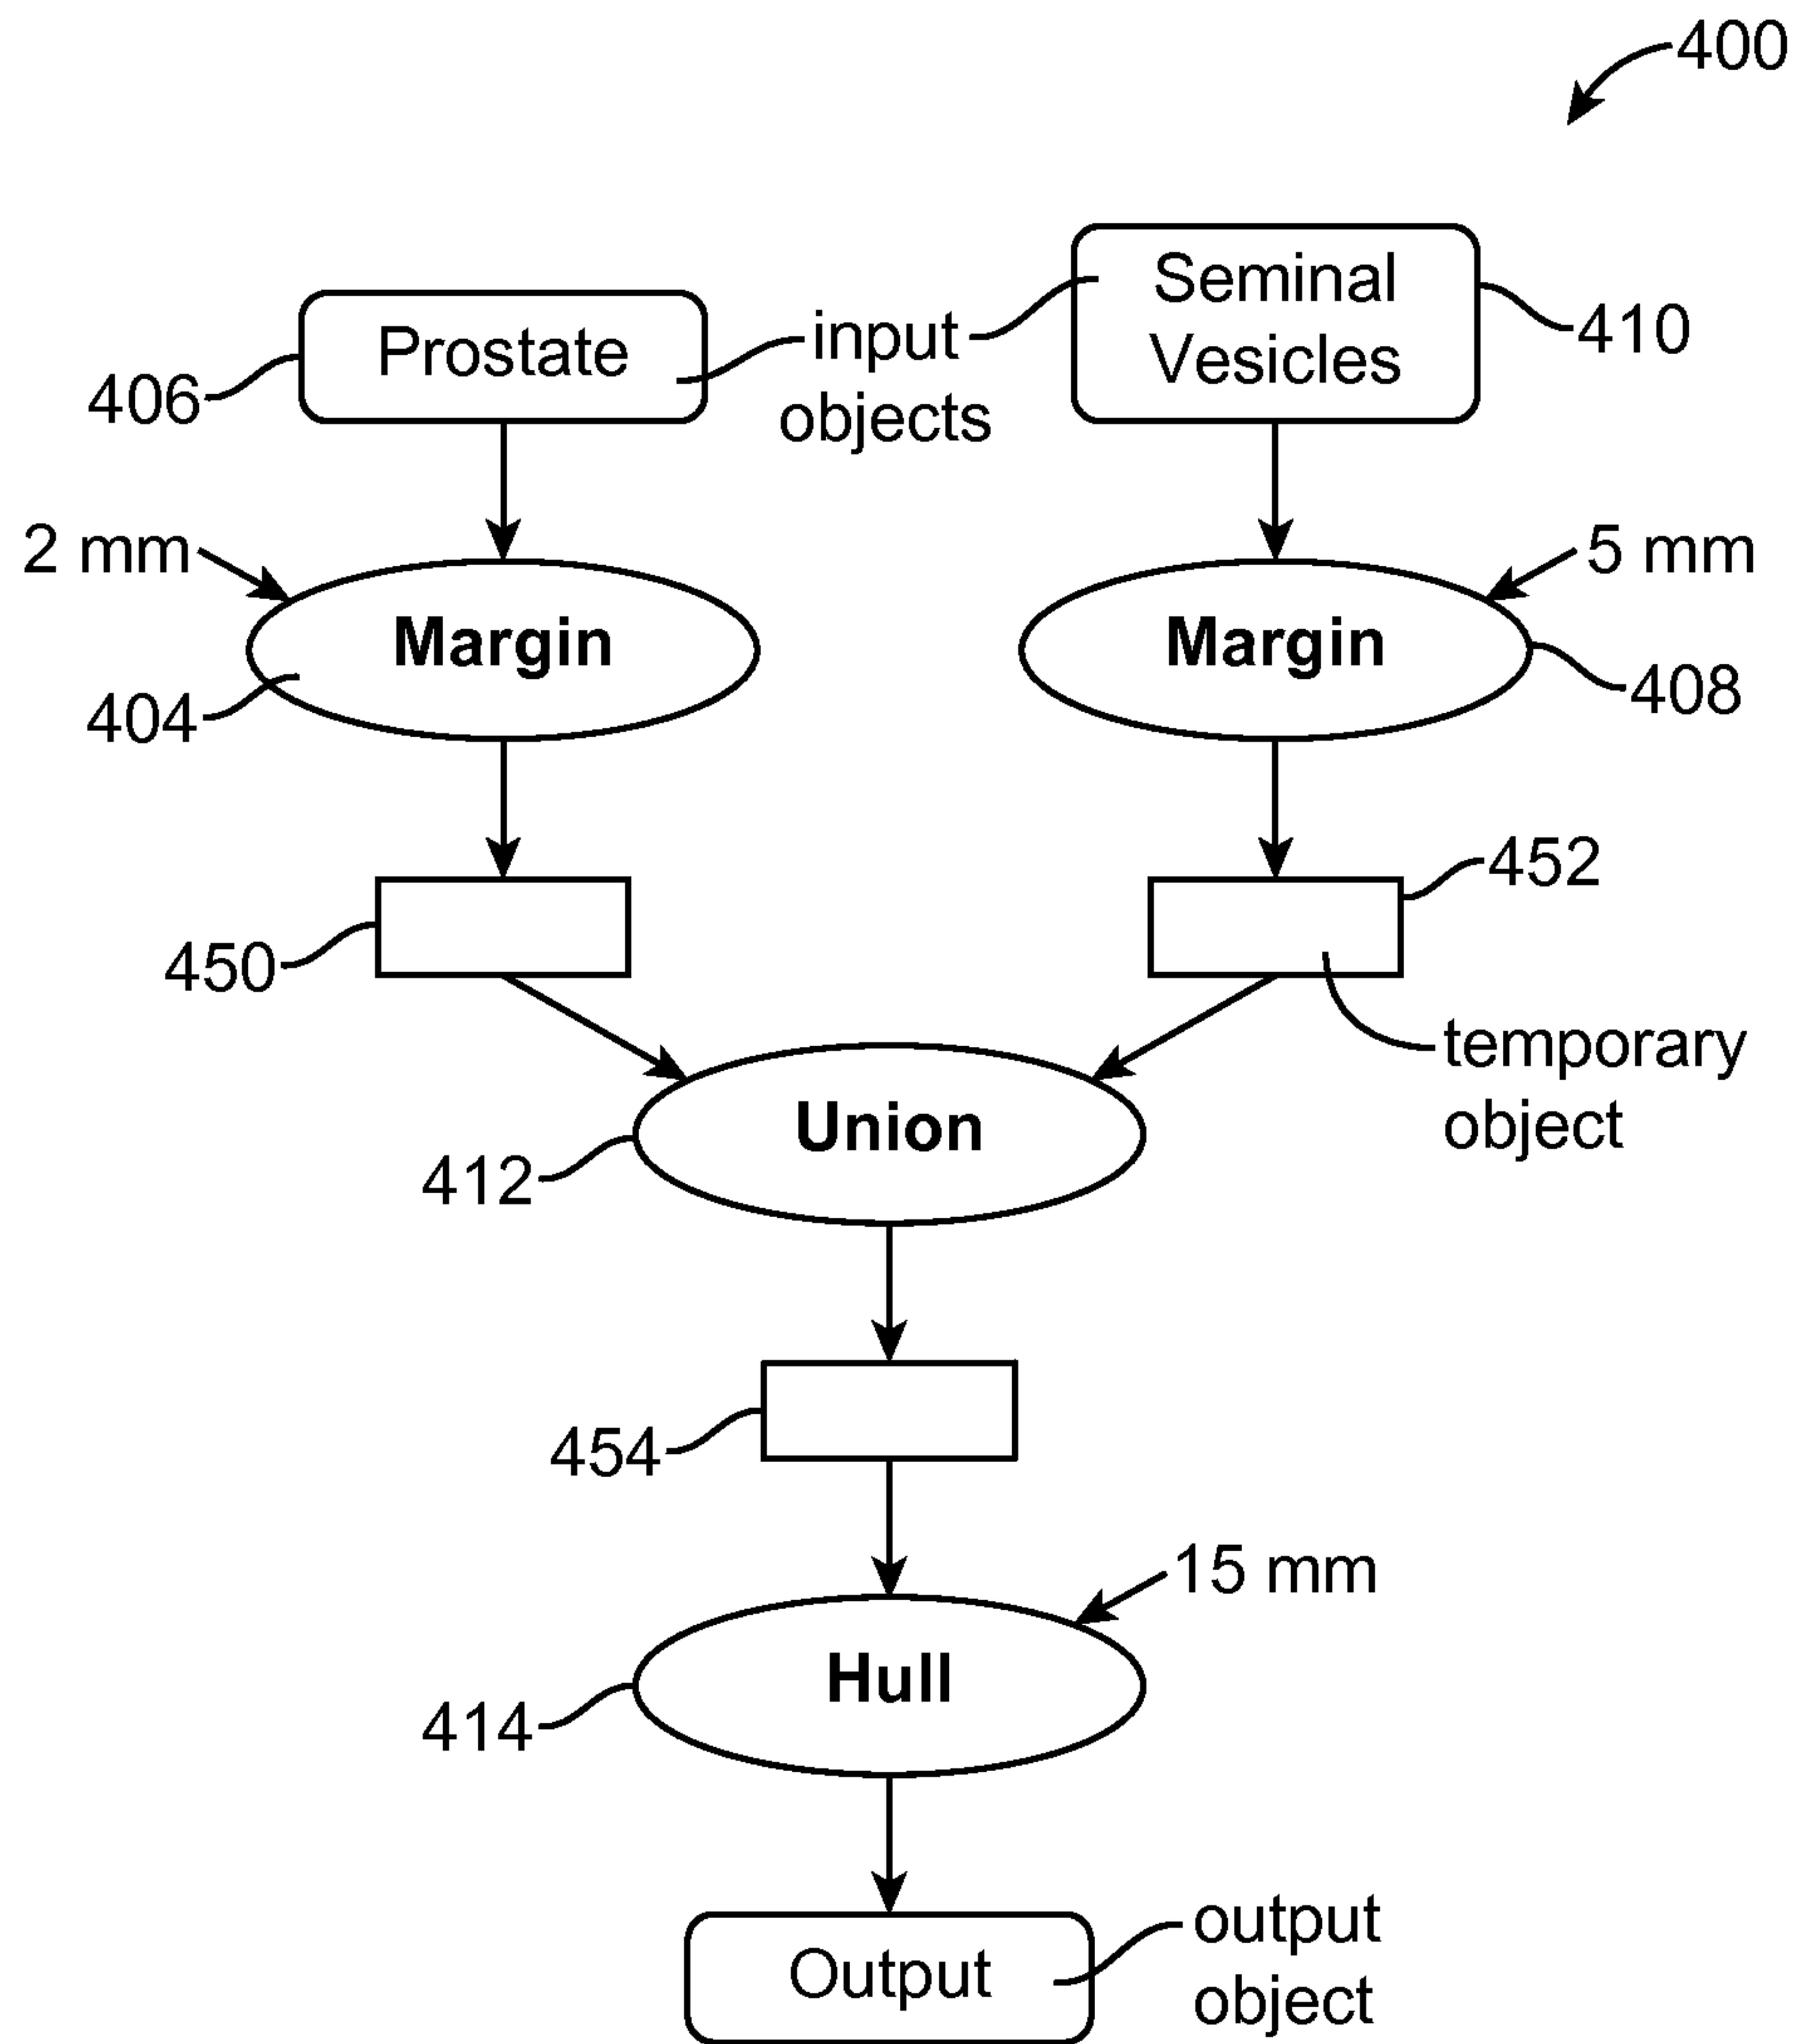 400
Seminal
Vesicles
410
Prostate
input
objects
406
2 mm
5 mm
Margin
Margin
404
408
452
450
temporary
object
Union
412
454
15 mm
Hull
414
Output
output
object